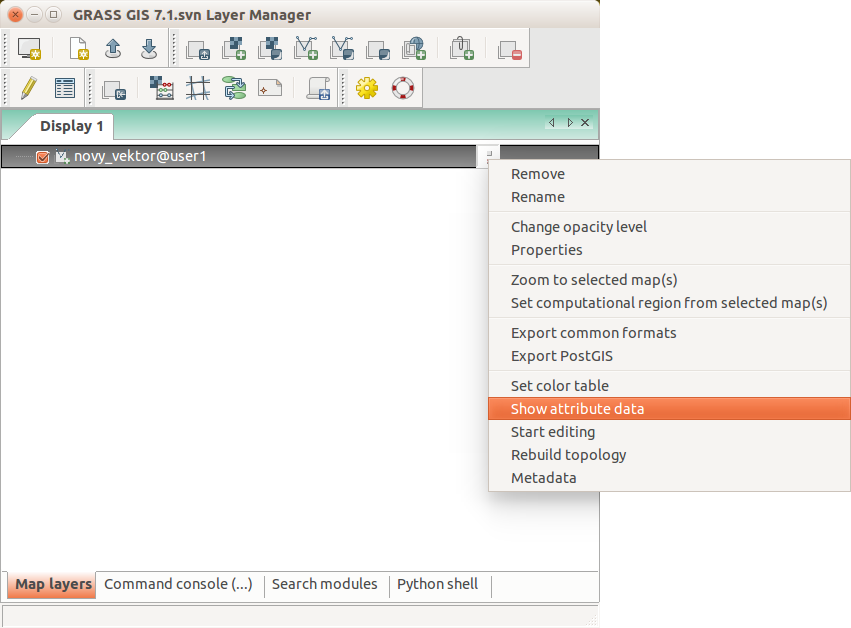 GRASS GIS 7.1.svn Layer Manager
Display 1
novy_vektor@user1
Remove
Rename
Change opacity level
Properties
Zoom to selected map(s)
Set computational region from selected map(s)
Export common formats
Export PostGIS
Set color table
Show attribute data
Start editing
Rebuild topology
Metadata
Map layers Command console (...) Search modules Python shell